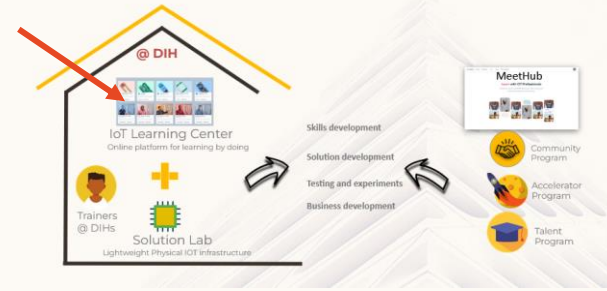 @ DIH
IoT Learning Center
Online platform for learning by doing
Trainers
@ DIHs
Solution Lab
Lightweight Physical IOT Infrastructure
Skills development
Solution development
Testing and experiments
Business development
MeetHub
Community
Program
Accelerator
Program
Talent
Program